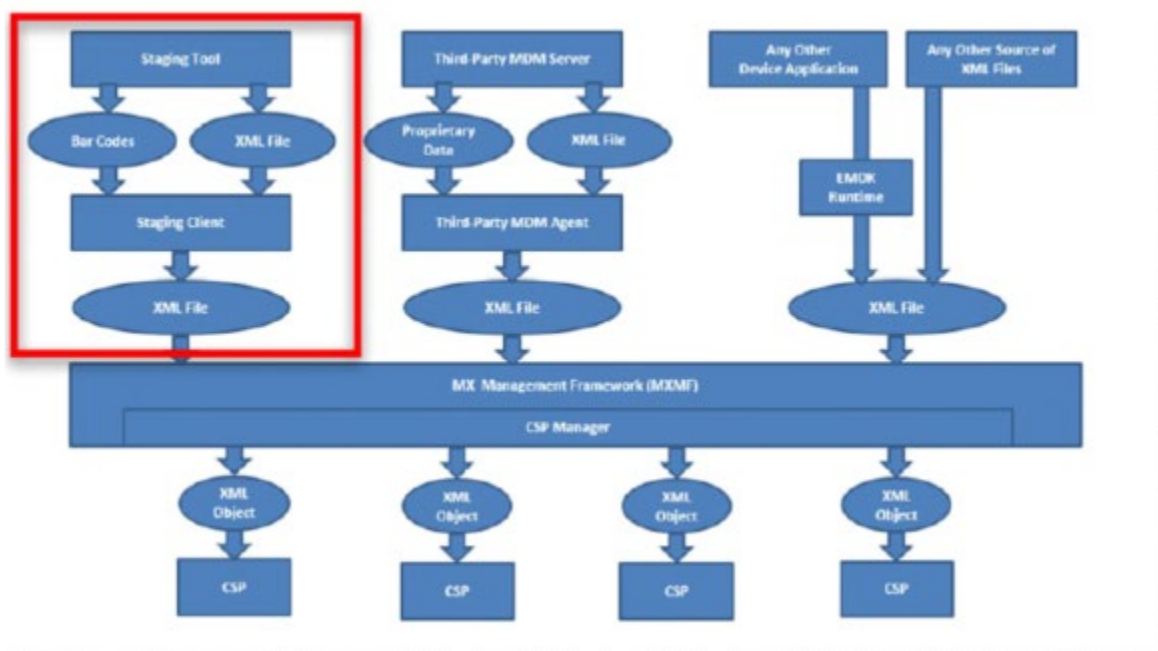 Staging Tool
Third-Party MDM Server
Any Other
Device Application
Any Other Source of
XML Files
Bar Codes
XML File
Proprietary
Data
XML File
EMDK
Runtime
Staging Client
Third-Party MDM Agent
XML File
XML File
XML File
MX Management Framework (MXMF)
CSP Manager
XML
Object
XML
Object
XML
Object
XML
Object
CSP
CSP
CSP
CSP